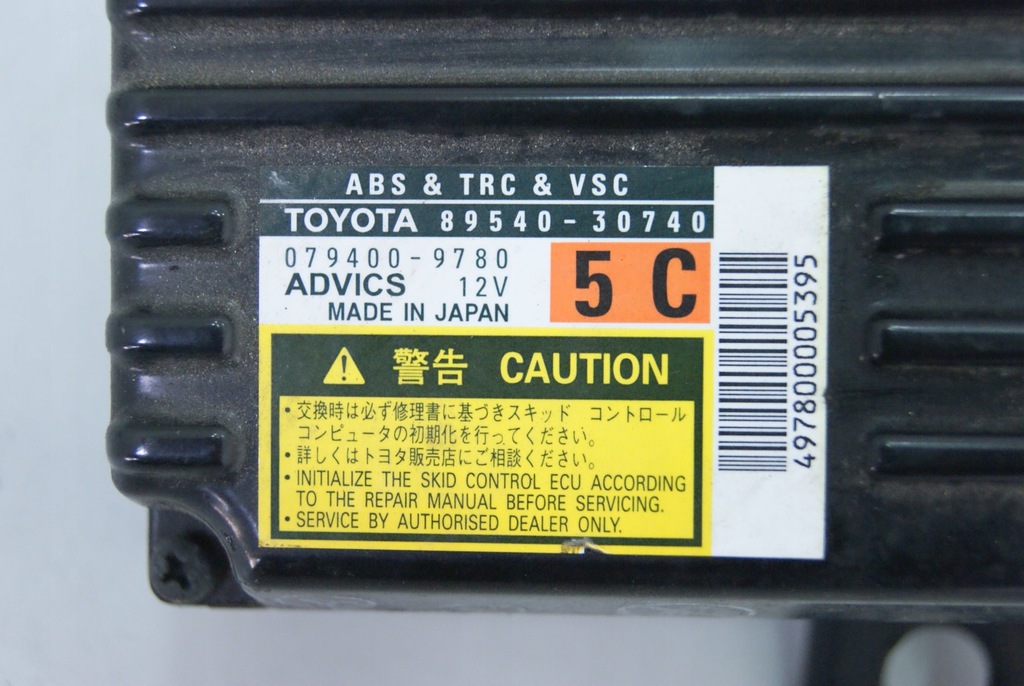 ABS & TRC & VSC
TOYOTA 89540-30740
079400-9780
ADVICS 12V
MADE IN JAPAN
5 C
警告 CAUTION
・交換時は必ず修理書に基づきスキッド コントロール
コンピュータの初期化を行ってください。
・詳しくはトヨタ販売店にご相談ください。
・INITIALIZE THE SKID CONTROL ECU ACCORDING
TO THE REPAIR MANUAL BEFORE SERVICING.
・SERVICE BY AUTHORISED DEALER ONLY.
4978000005395